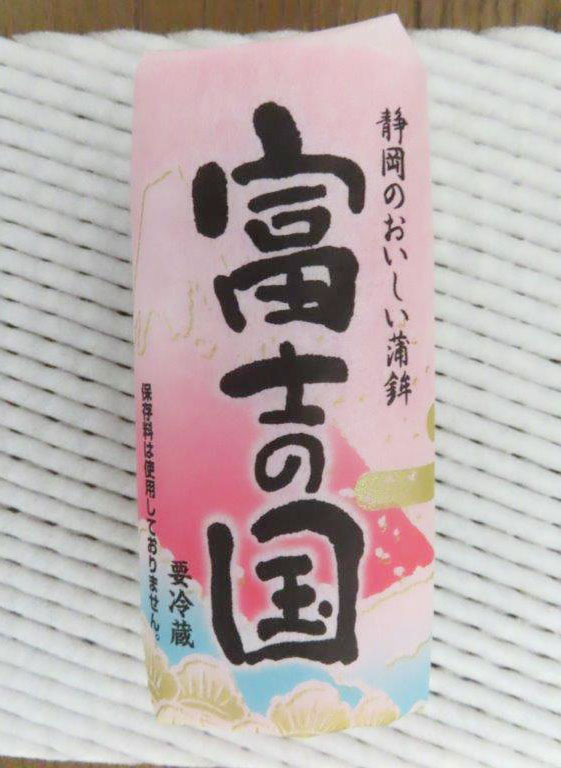 静岡のおいしい蒲鉾
富士の国
要冷蔵
保存料は使用しておりません。